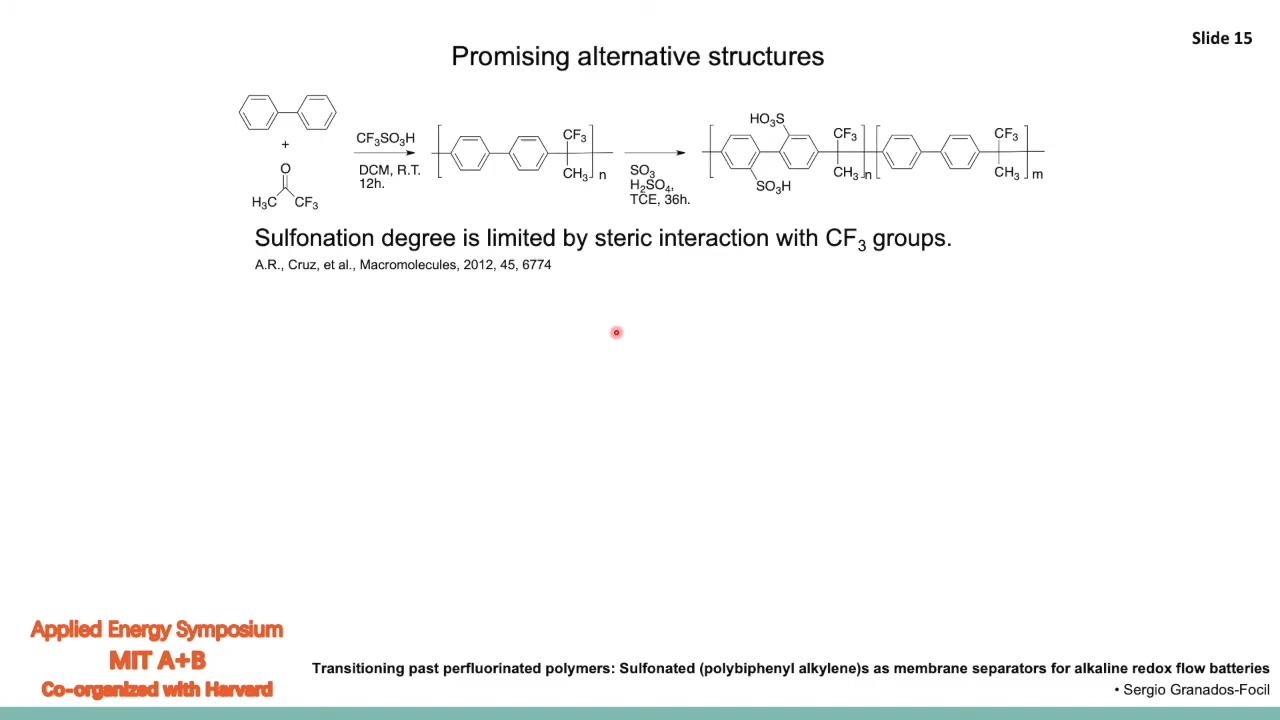 Slide 15
Promising alternative structures
+
O
H₃C CF₃
CF₃SO₃H
DCM, R.T.
12h.
CF₃
CH₃ n
SO₃
H₂SO₄,
TCE, 36h.
HO₃S
SO₃H
CF₃
CH₃ n
CF₃
CH₃ m
Sulfonation degree is limited by steric interaction with CF₃ groups.
A.R., Cruz, et al., Macromolecules, 2012, 45, 6774
Applied Energy Symposium
MIT A+B
Co-organized with Harvard
Transitioning past perfluorinated polymers: Sulfonated (polybiphenyl alkylene)s as membrane separators for alkaline redox flow batteries
• Sergio Granados-Focil